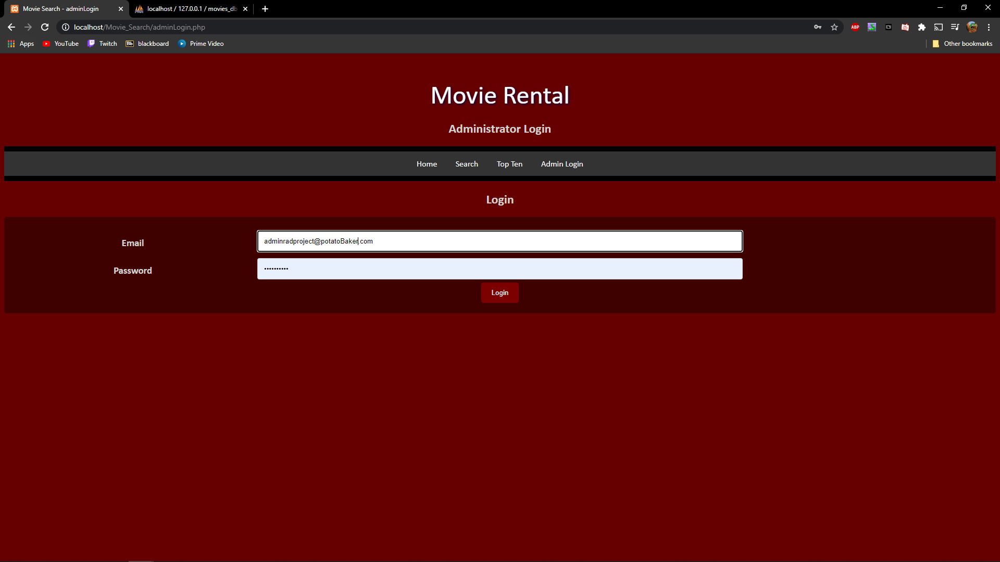 Movie Search - adminLogin
localhost / 127.0.0.1 / movies_db
localhost/Movie_Search/adminLogin.php
ABP
Apps YouTube Twitch Bb blackboard Prime Video Other bookmarks
Movie Rental
Administrator Login
Home Search Top Ten Admin Login
Login
Email adminradproject@potatoBaker.com
Password ••••••••••
Login